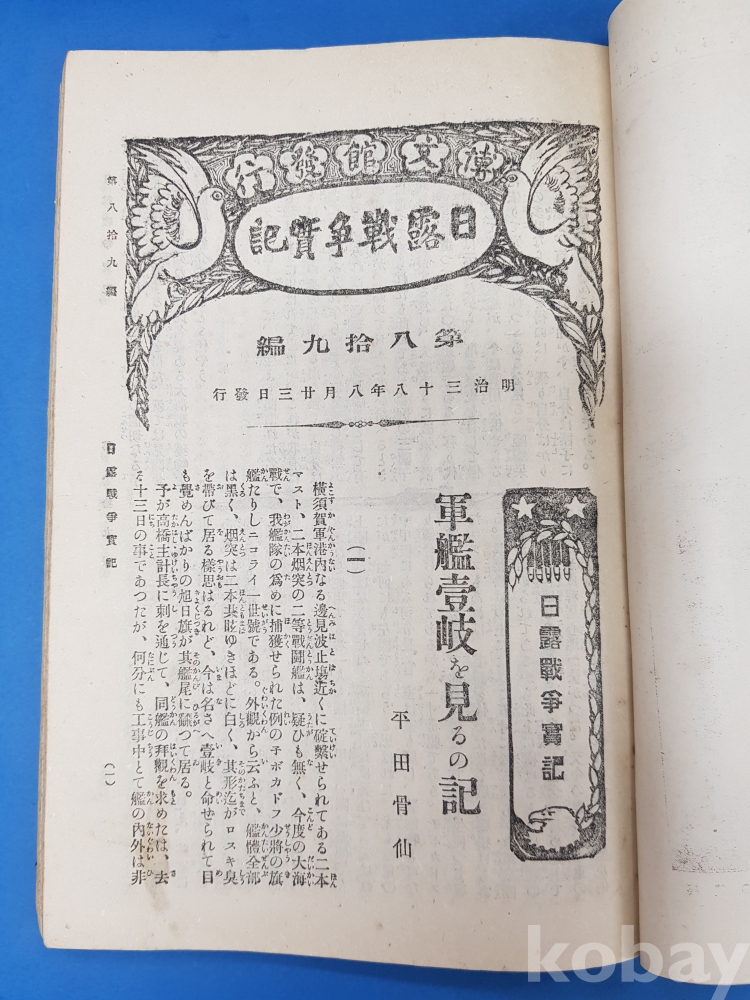 博文館發行
日露戰爭實記
第八拾九編
明治三十八年八月廿三日發行
日露戰爭實記
軍艦壹岐を見るの記
平田骨仙
(一)
橫須賀軍港內なる邊見波止場近くに碇繫せられてある二本
マスト、二本烟突の二等戰鬪艦は、疑ひも無く、今度の大海
戰で、我艦隊の爲めに捕獲せられた例のネボカドフ少將の旗
艦たりしニコライ一世號である。外觀から云ふと、艦體全部
は黑く、烟突は二本共眩ゆきほどに白く、其形迄がロスキ臭
を帶びて居る樣思はるれど、今は名さへ壹岐と命せられて目
も覺めんばかりの旭日旗が其艦尾に飜つて居る。
予が高橋主計長に刺を通じて、同艦の拜觀を求めたは、去
る十三日の事であつたが、何分にも工事中とて艦の內外は非
第八拾九編
日露戰爭實記
(一)
kobay